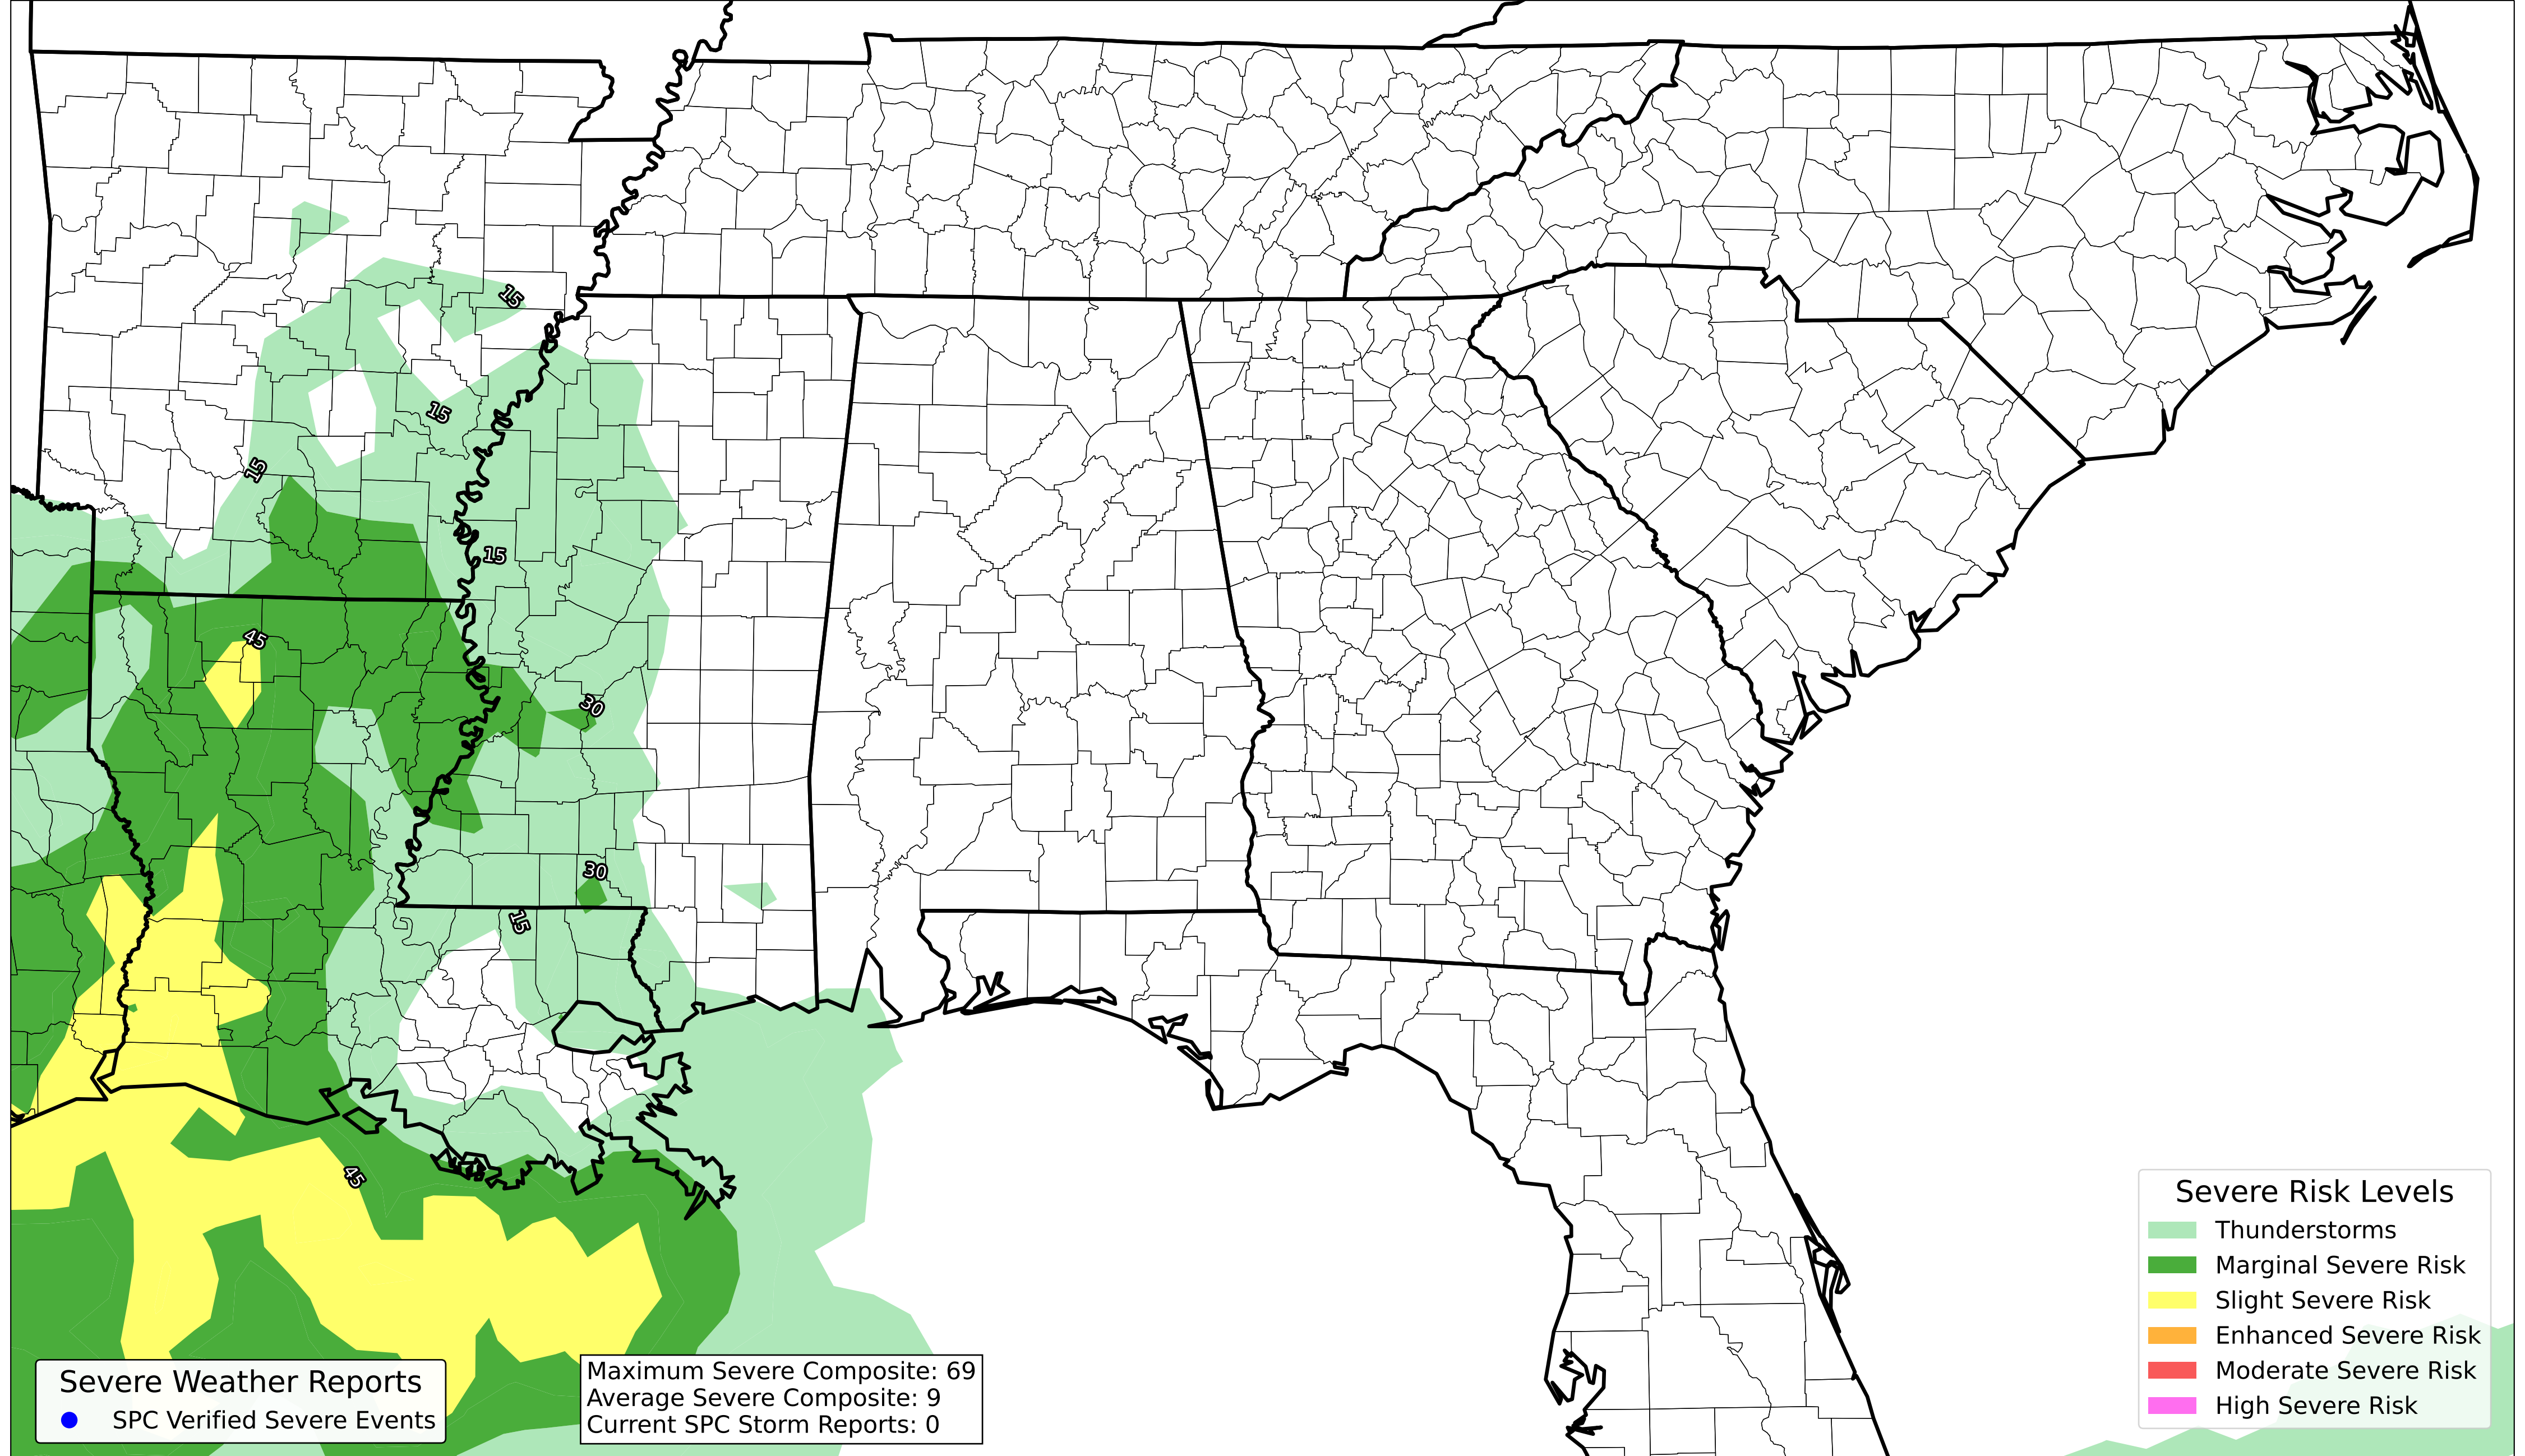 15
15
15
15
45
30
30
15
45
Severe Weather Reports
SPC Verified Severe Events
Maximum Severe Composite: 69
Average Severe Composite: 9
Current SPC Storm Reports: 0
Severe Risk Levels
Thunderstorms
Marginal Severe Risk
Slight Severe Risk
Enhanced Severe Risk
Moderate Severe Risk
High Severe Risk